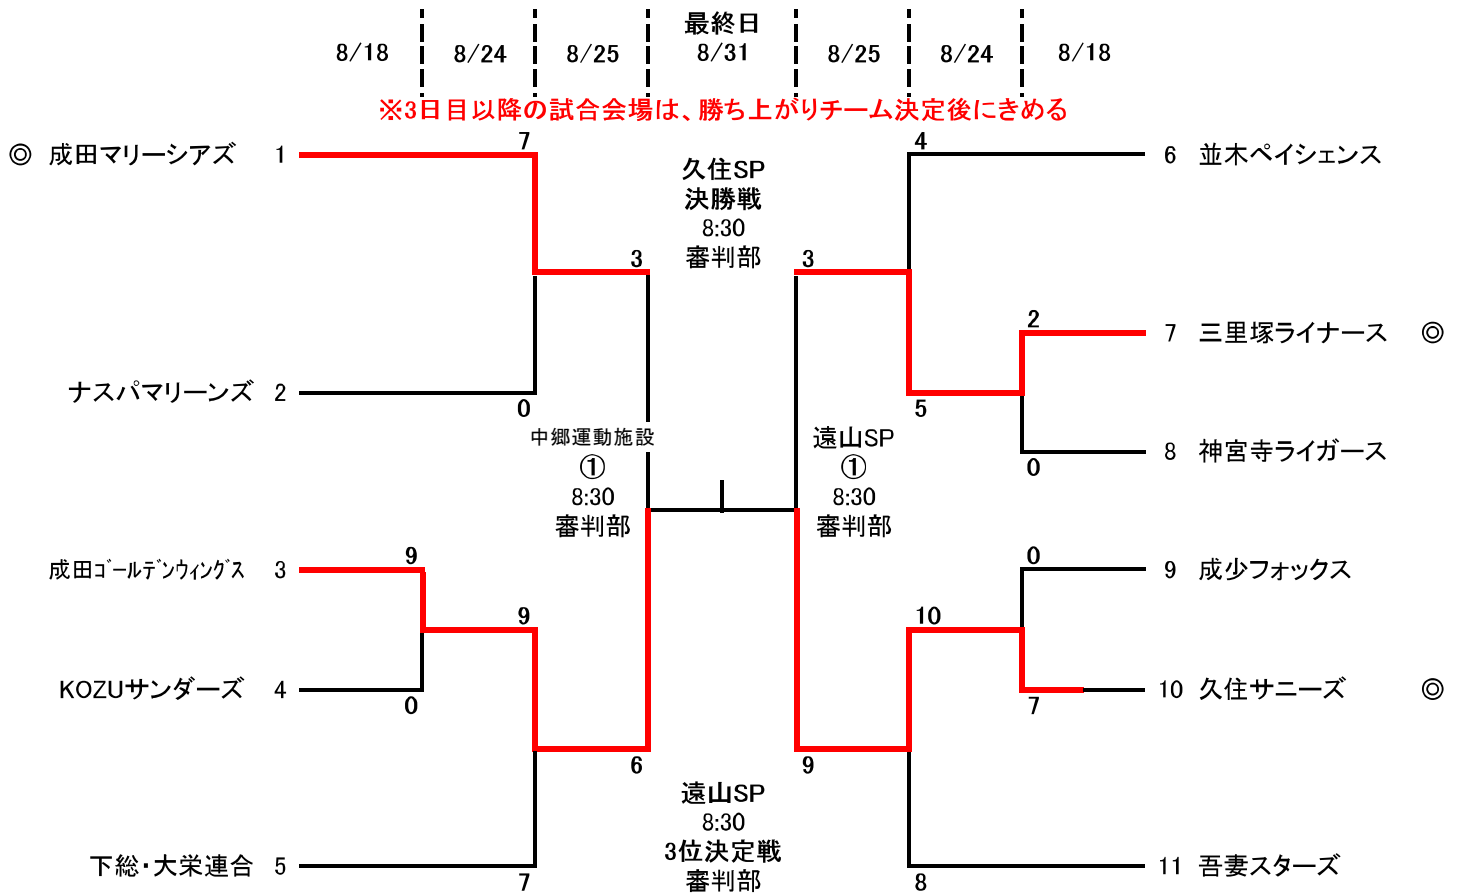 最終日
8/18 8/24 8/25 8/31 8/25 8/24 8/18
※3日目以降の試合会場は、勝ち上がりチーム決定後にきめる
7 4
◎ 成田マリーシアズ 1
久住SP
決勝戦
8:30
審判部
6 並木ペイシェンス
3 3
2
7 三里塚ライナース ◎
ナスパマリーンズ 2
0 5
中郷運動施設
①
8:30
審判部
遠山SP
①
8:30
審判部
8 神宮寺ライガース
0
9 0
成田ｺﾞｰﾙﾃﾞﾝｳｨﾝｸﾞｽ 3
9 成少フォックス
9 10
KOZUサンダーズ 4
10 久住サニーズ ◎
0 7
6 9
遠山SP
8:30
3位決定戦
審判部
下総・大栄連合 5
11 吾妻スターズ
7 8